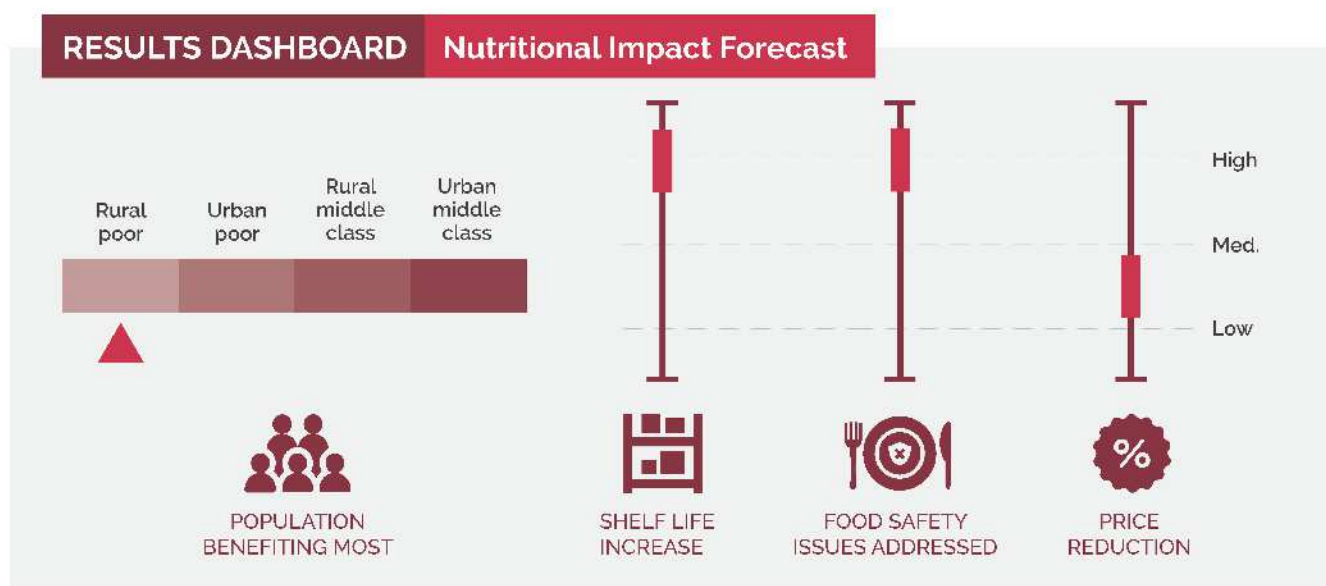 RESULTS DASHBOARD Nutritional Impact Forecast
Rural
poor
Urban
poor
Rural
middle
class
Urban
middle
class
High
Med.
Low
POPULATION
BENEFITING MOST
SHELF LIFE
INCREASE
FOOD SAFETY
ISSUES ADDRESSED
%
PRICE
REDUCTION